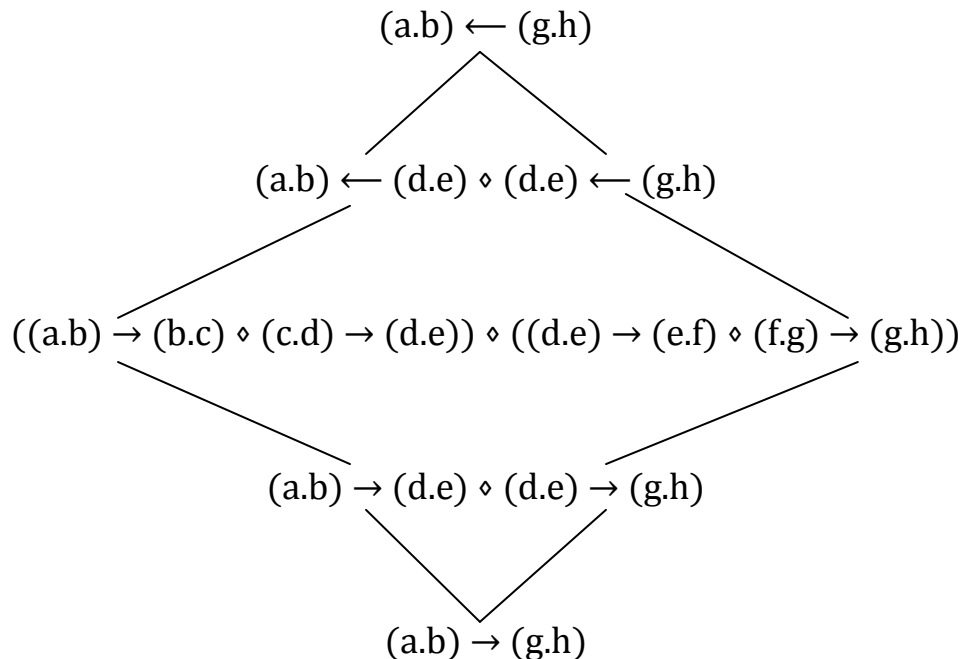 (a.b) ⟵ (g.h)
(a.b) ⟵ (d.e) ⋄ (d.e) ⟵ (g.h)
((a.b) → (b.c) ⋄ (c.d) → (d.e)) ⋄ ((d.e) → (e.f) ⋄ (f.g) → (g.h))
(a.b) → (d.e) ⋄ (d.e) → (g.h)
(a.b) → (g.h)